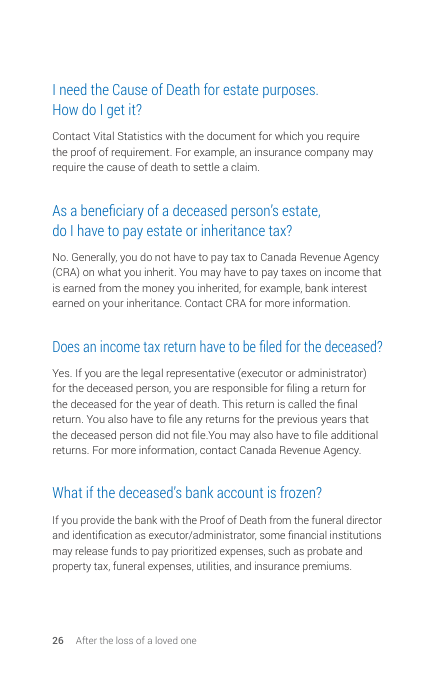 I need the Cause of Death for estate purposes.
How do I get it?
Contact Vital Statistics with the document for which you require
the proof of requirement. For example, an insurance company may
require the cause of death to settle a claim.
As a beneficiary of a deceased person's estate,
do I have to pay estate or inheritance tax?
No. Generally, you do not have to pay tax to Canada Revenue Agency
(CRA) on what you inherit. You may have to pay taxes on income that
is earned from the money you inherited, for example, bank interest
earned on your inheritance. Contact CRA for more information.
Does an income tax return have to be filed for the deceased?
Yes. If you are the legal representative (executor or administrator)
for the deceased person, you are responsible for filing a return for
the deceased for the year of death. This return is called the final
return. You also have to file any returns for the previous years that
the deceased person did not file.You may also have to file additional
returns. For more information, contact Canada Revenue Agency.
What if the deceased's bank account is frozen?
If you provide the bank with the Proof of Death from the funeral director
and identification as executor/administrator, some financial institutions
may release funds to pay prioritized expenses, such as probate and
property tax, funeral expenses, utilities, and insurance premiums.
26 After the loss of a loved one